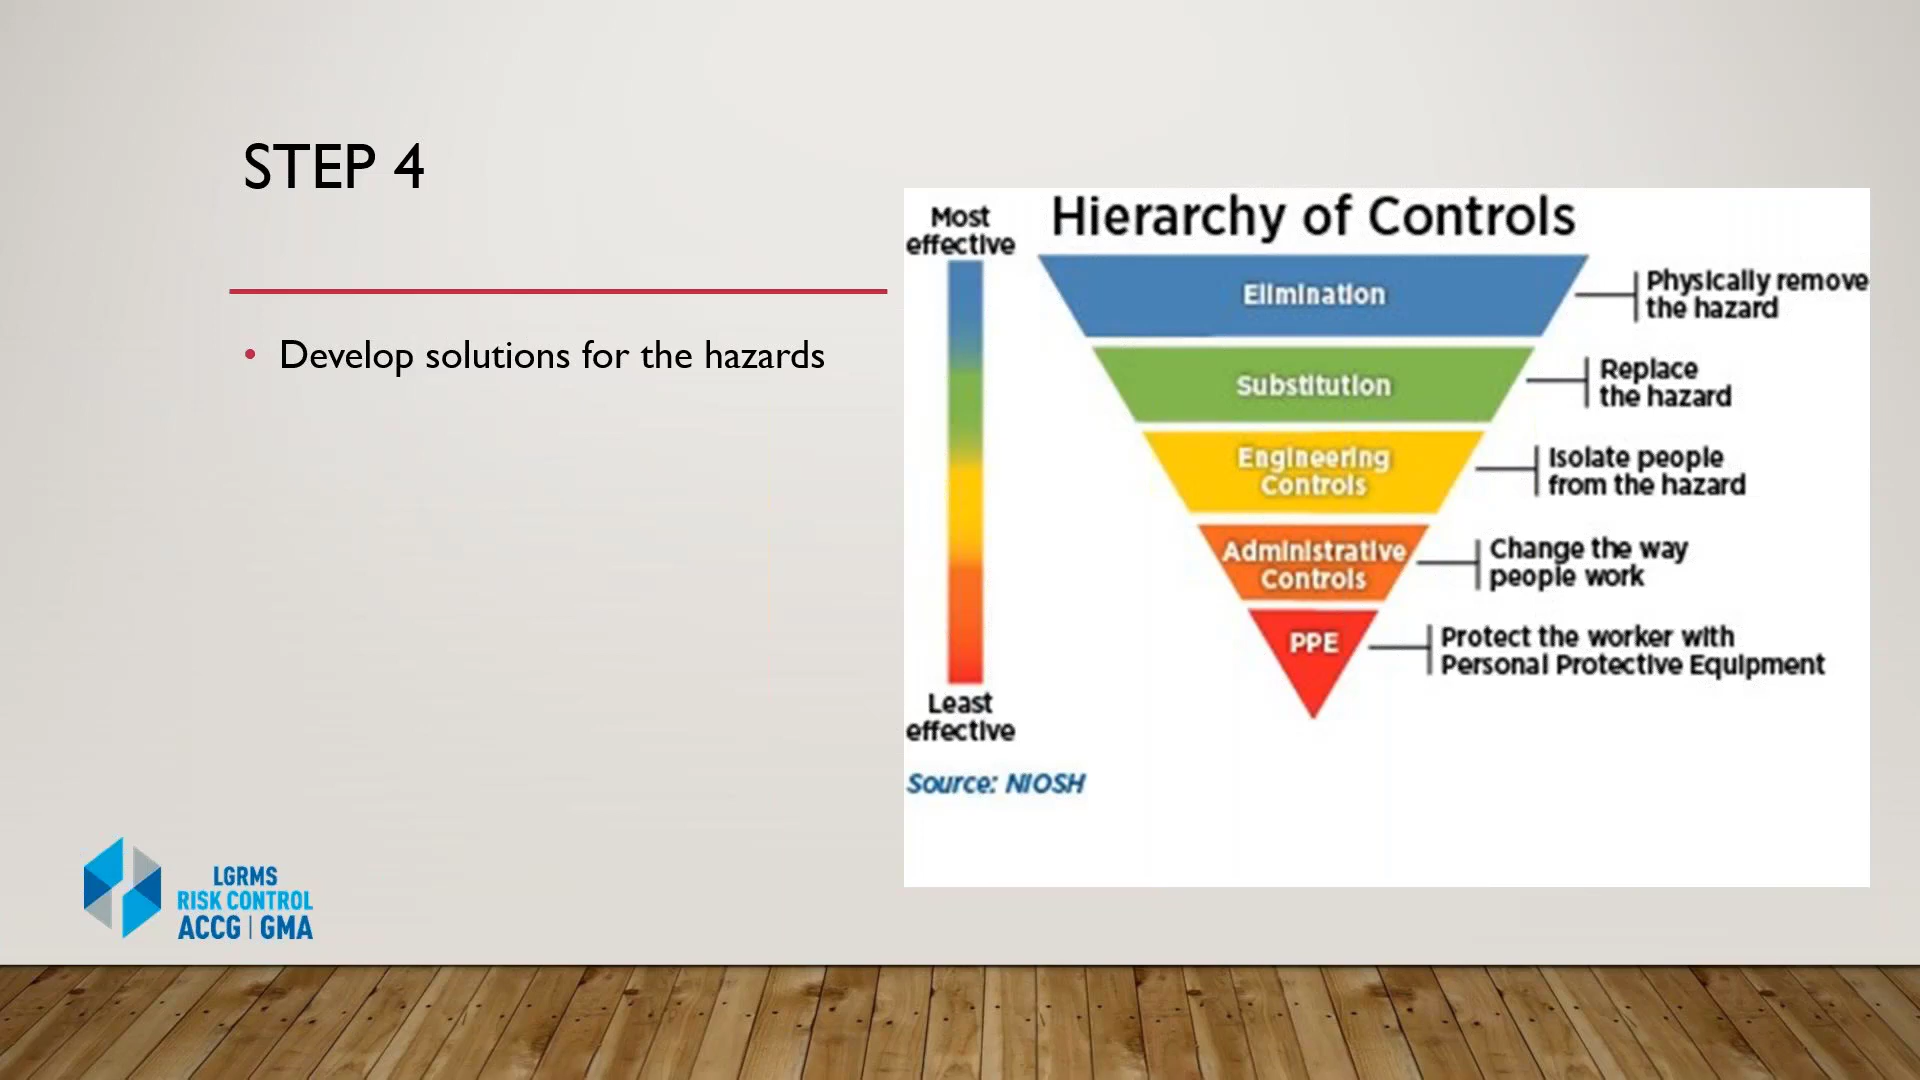 STEP 4
• Develop solutions for the hazards
Hierarchy of Controls
Most
effective
Elimination
Physically remove
the hazard
Substitution
Replace
the hazard
Engineering
Controls
Isolate people
from the hazard
Administrative
Controls
Change the way
people work
PPE
Protect the worker with
Personal Protective Equipment
Least
effective
Source: NIOSH
LGRMS
RISK CONTROL
ACCG | GMA